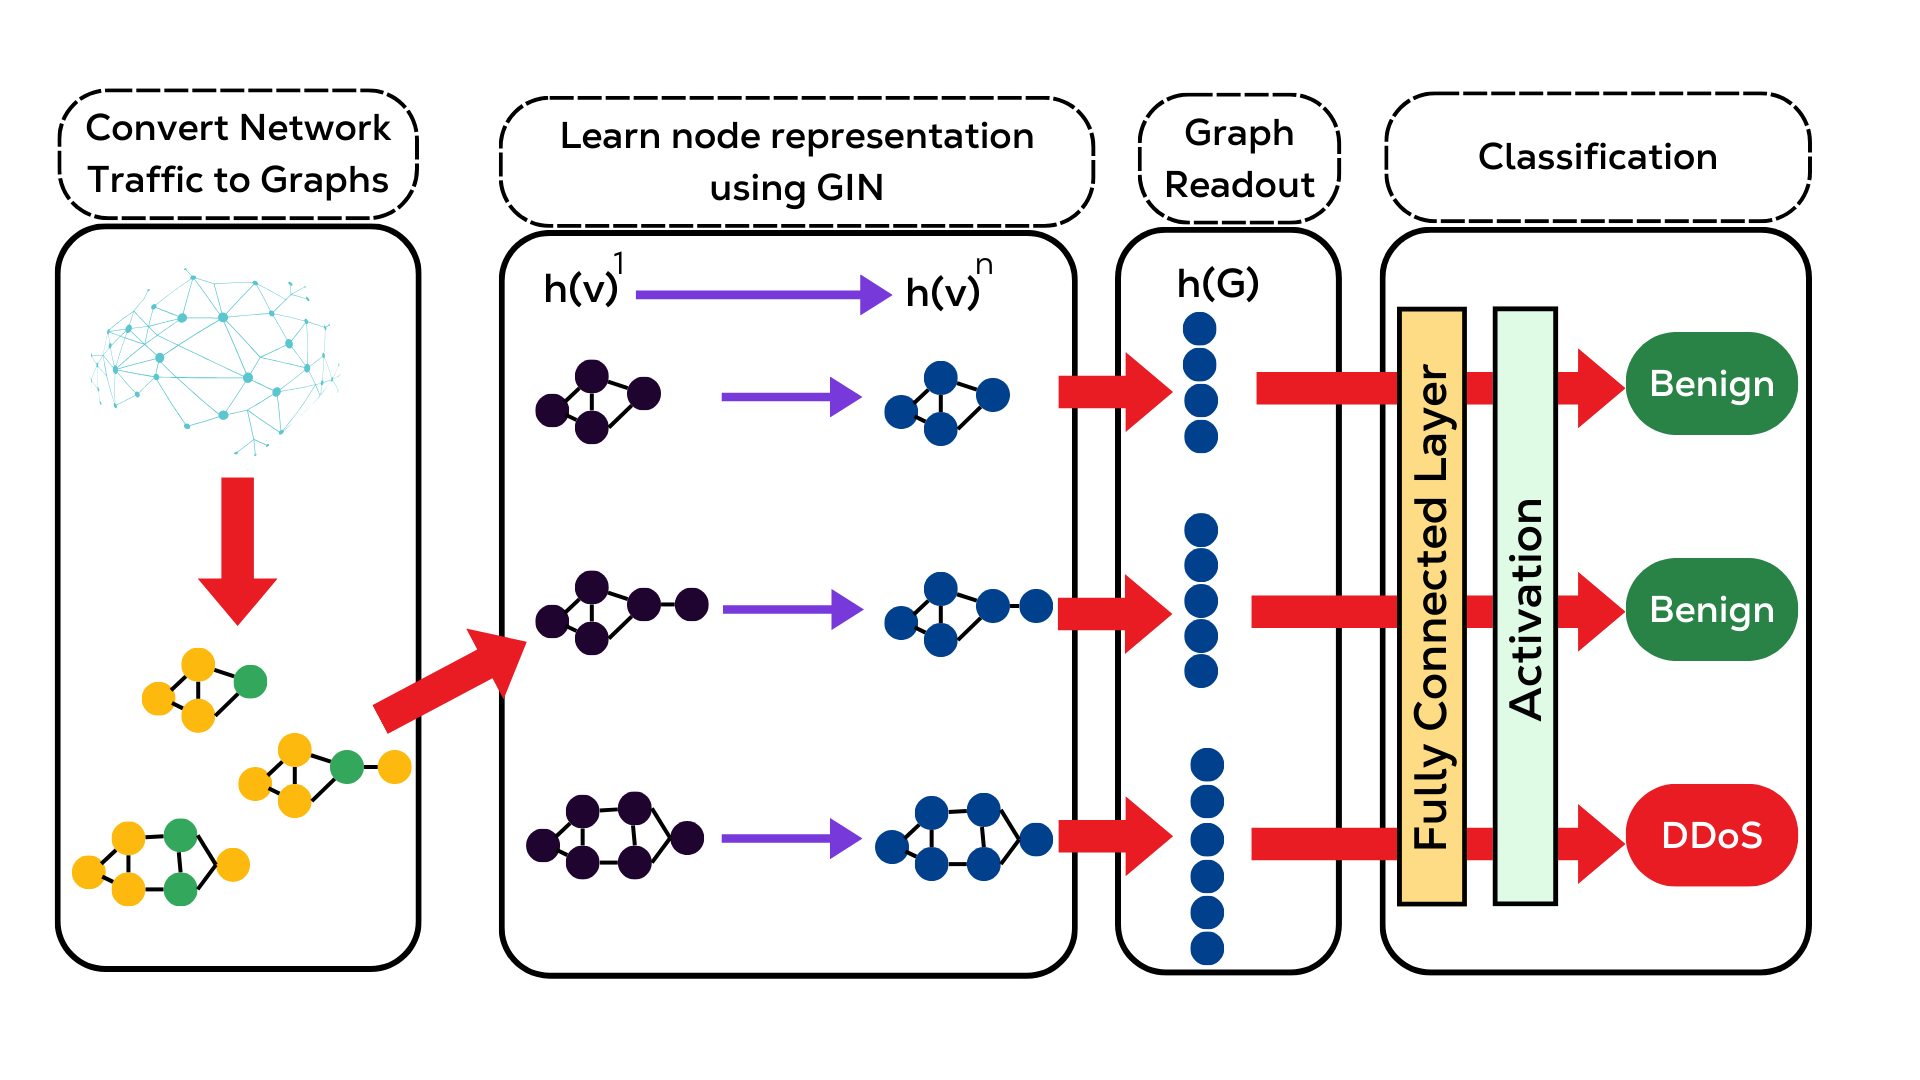 Convert Network
Traffic to Graphs
Learn node representation
using GIN
Graph
Readout
Classification
h(v)¹
h(v)ⁿ
h(G)
Fully Connected Layer
Activation
Benign
Benign
DDoS